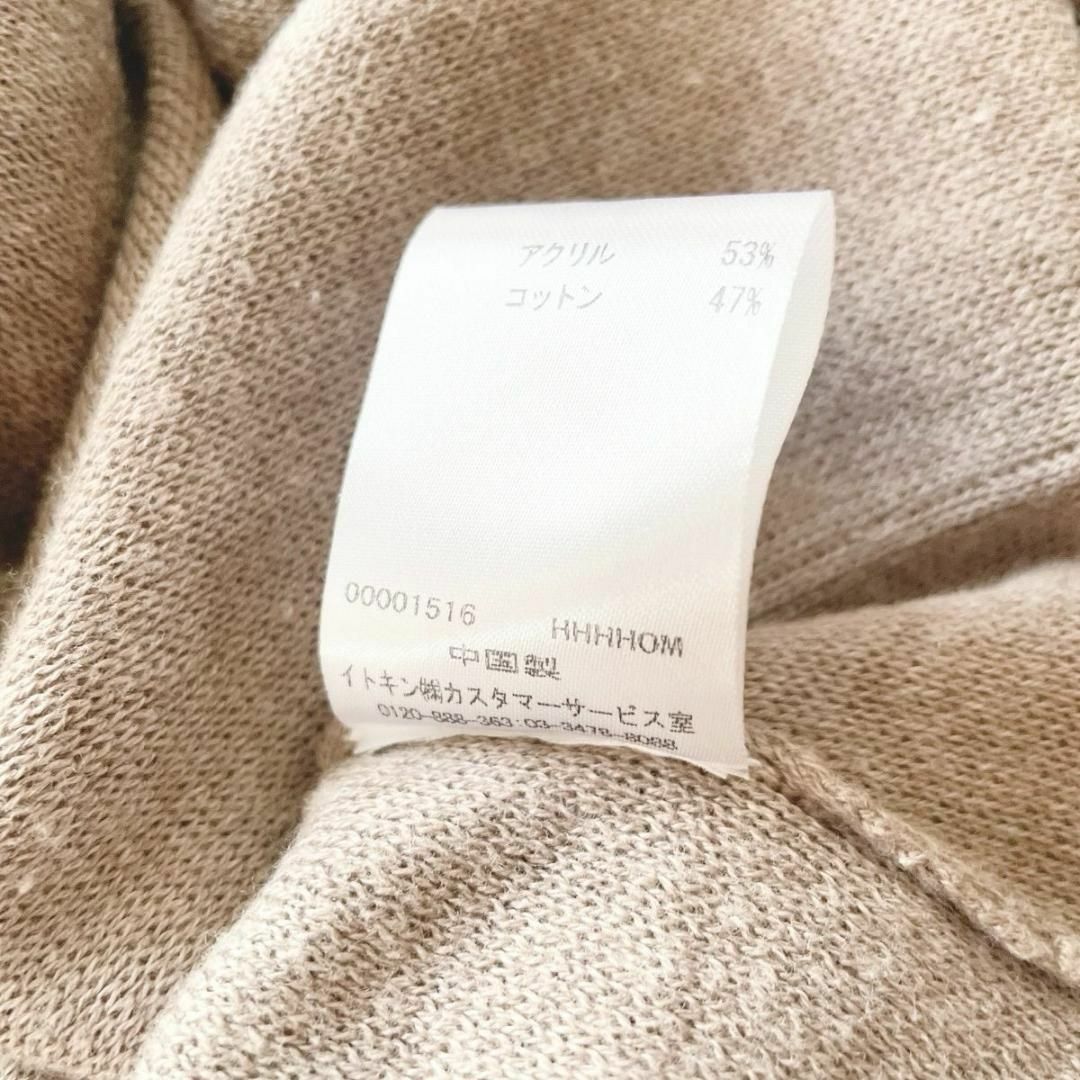 アクリル 53%
コットン 47%
00001516 HHHHOM
中国製
イトキン㈱カスタマーサービス室
0120-888-363:03-3478-8088